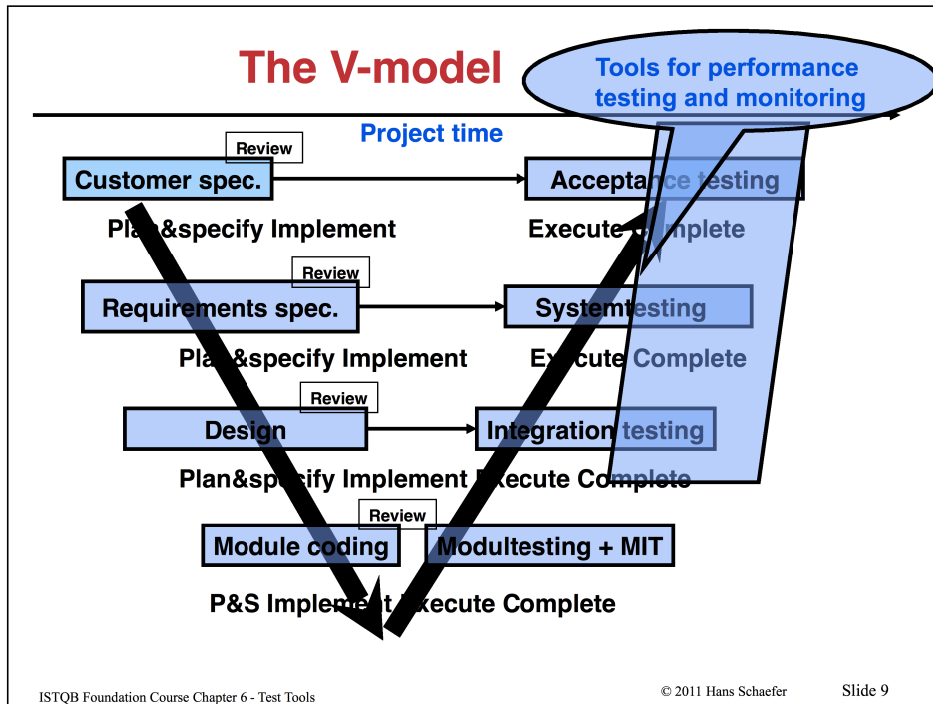 The V-model
Tools for performance
testing and monitoring
Project time
Review
Customer spec.
Acceptance testing
Plan&specify Implement
Execute Complete
Review
Requirements spec.
Systemtesting
Plan&specify Implement
Execute Complete
Review
Design
Integration testing
Plan&specify Implement Execute Complete
Review
Module coding
Modultesting + MIT
P&S Implement Execute Complete
ISTQB Foundation Course Chapter 6 - Test Tools
© 2011 Hans Schaefer
Slide 9